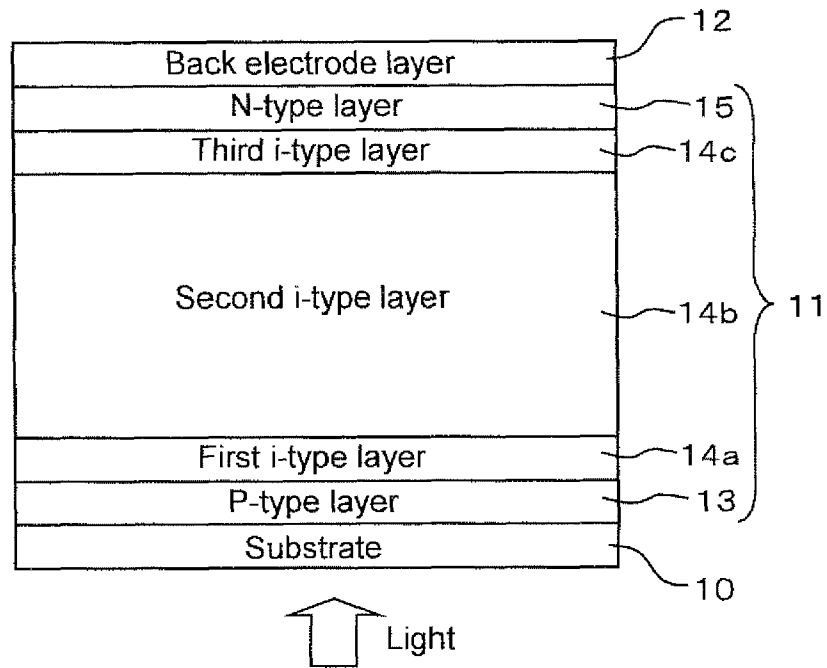 12
Back electrode layer
N-type layer 15
Third i-type layer 14c
Second i-type layer 14b 11
First i-type layer 14a
P-type layer 13
Substrate
10
Light